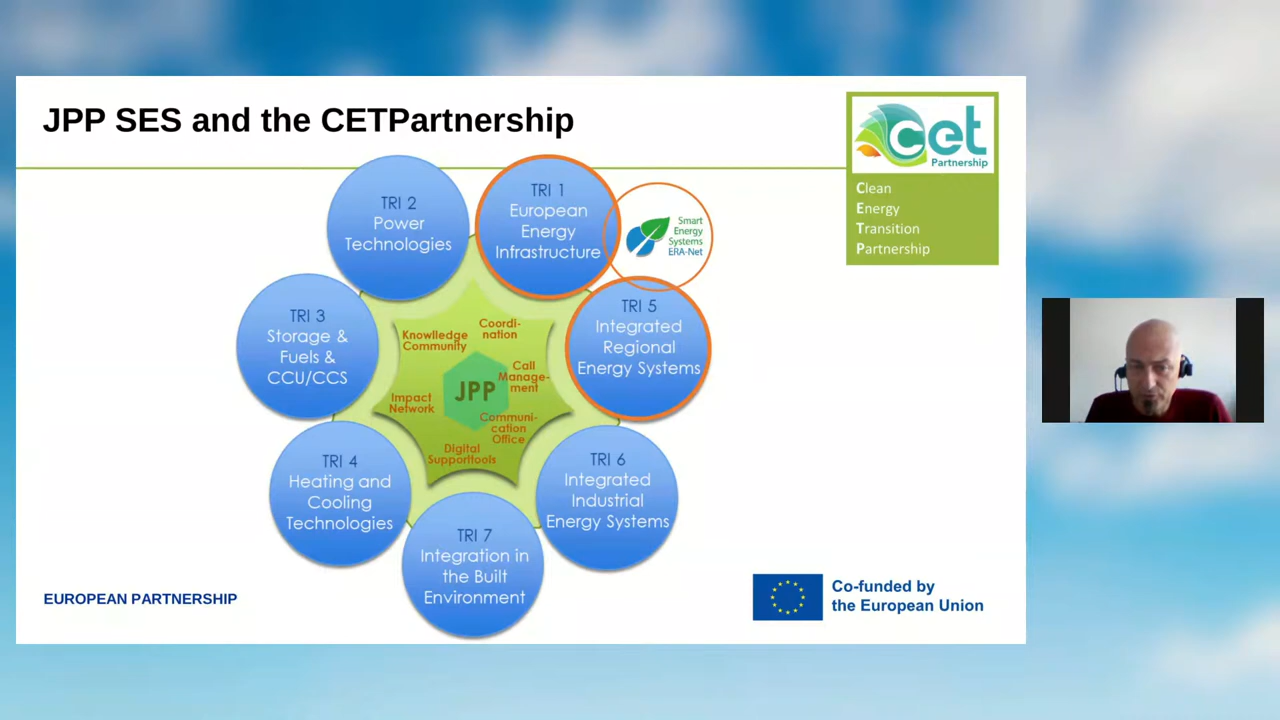 JPP SES and the CETPartnership
cet
Partnership
Clean
Energy
Transition
Partnership
TRI 1
European
Energy
Infrastructure
Smart
Energy
Systems
ERA-Net
TRI 2
Power
Technologies
TRI 3
Storage &
Fuels &
CCU/CCS
TRI 4
Heating and
Cooling
Technologies
TRI 5
Integrated
Regional
Energy Systems
TRI 6
Integrated
Industrial
Energy Systems
TRI 7
Integration in
the Built
Environment
Knowlledge
Community
Coordi-
nation
Call
Manage-
ment
JPP
Impact
Network
Communi-
cation
Office
Digital
Supporttools
EUROPEAN PARTNERSHIP
Co-funded by
the European Union